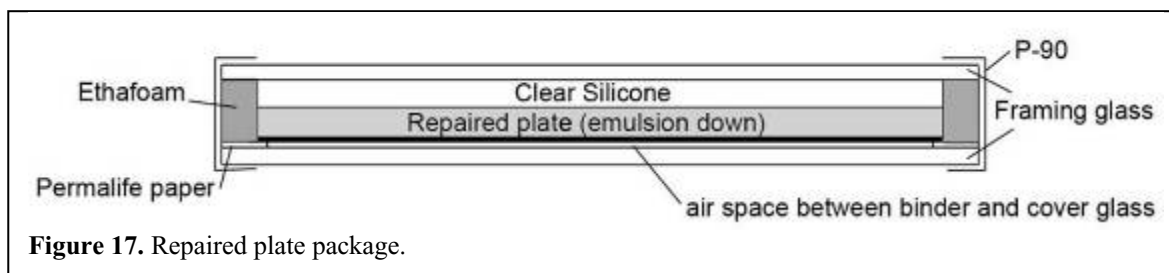 P-90
Ethafoam
Clear Silicone
Framing glass
Repaired plate (emulsion down)
Permalife paper
air space between binder and cover glass
Figure 17. Repaired plate package.